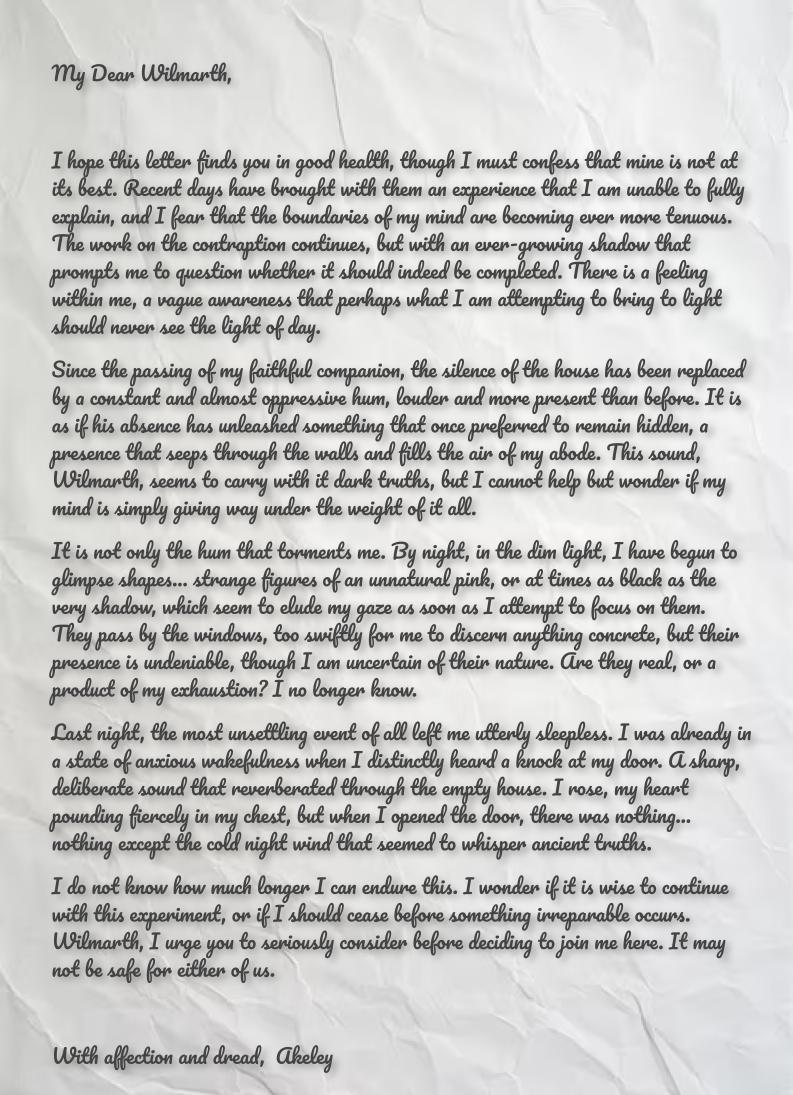 My Dear Wilmarth,
I hope this letter finds you in good health, though I must confess that mine is not at
its best. Recent days have brought with them an experience that I am unable to fully
explain, and I fear that the boundaries of my mind are becoming ever more tenuous.
The work on the contraption continues, but with an ever-growing shadow that
prompts me to question whether it should indeed be completed. There is a feeling
within me, a vague awareness that perhaps what I am attempting to bring to light
should never see the light of day.
Since the passing of my faithful companion, the silence of the house has been replaced
by a constant and almost oppressive hum, louder and more present than before. It is
as if his absence has unleashed something that once preferred to remain hidden, a
presence that seeps through the walls and fills the air of my abode. This sound,
Wilmarth, seems to carry with it dark truths, but I cannot help but wonder if my
mind is simply giving way under the weight of it all.
It is not only the hum that torments me. By night, in the dim light, I have begun to
glimpse shapes... strange figures of an unnatural pink, or at times as black as the
very shadow, which seem to elude my gaze as soon as I attempt to focus on them.
They pass by the windows, too swiftly for me to discern anything concrete, but their
presence is undeniable, though I am uncertain of their nature. Are they real, or a
product of my exhaustion? I no longer know.
Last night, the most unsettling event of all left me utterly sleepless. I was already in
a state of anxious wakefulness when I distinctly heard a knock at my door. A sharp,
deliberate sound that reverberated through the empty house. I rose, my heart
pounding fiercely in my chest, but when I opened the door, there was nothing...
nothing except the cold night wind that seemed to whisper ancient truths.
I do not know how much longer I can endure this. I wonder if it is wise to continue
with this experiment, or if I should cease before something irreparable occurs.
Wilmarth, I urge you to seriously consider before deciding to join me here. It may
not be safe for either of us.
With affection and dread, Akeley